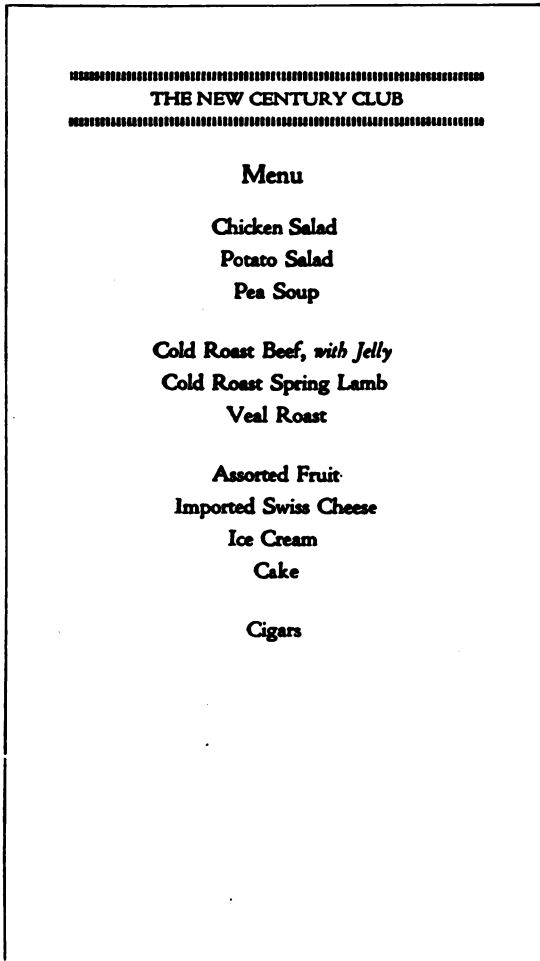 THE NEW CENTURY CLUB
Menu
Chicken Salad
Potato Salad
Pea Soup
Cold Roast Beef, with Jelly
Cold Roast Spring Lamb
Veal Roast
Assorted Fruit
Imported Swiss Cheese
Ice Cream
Cake
Cigars